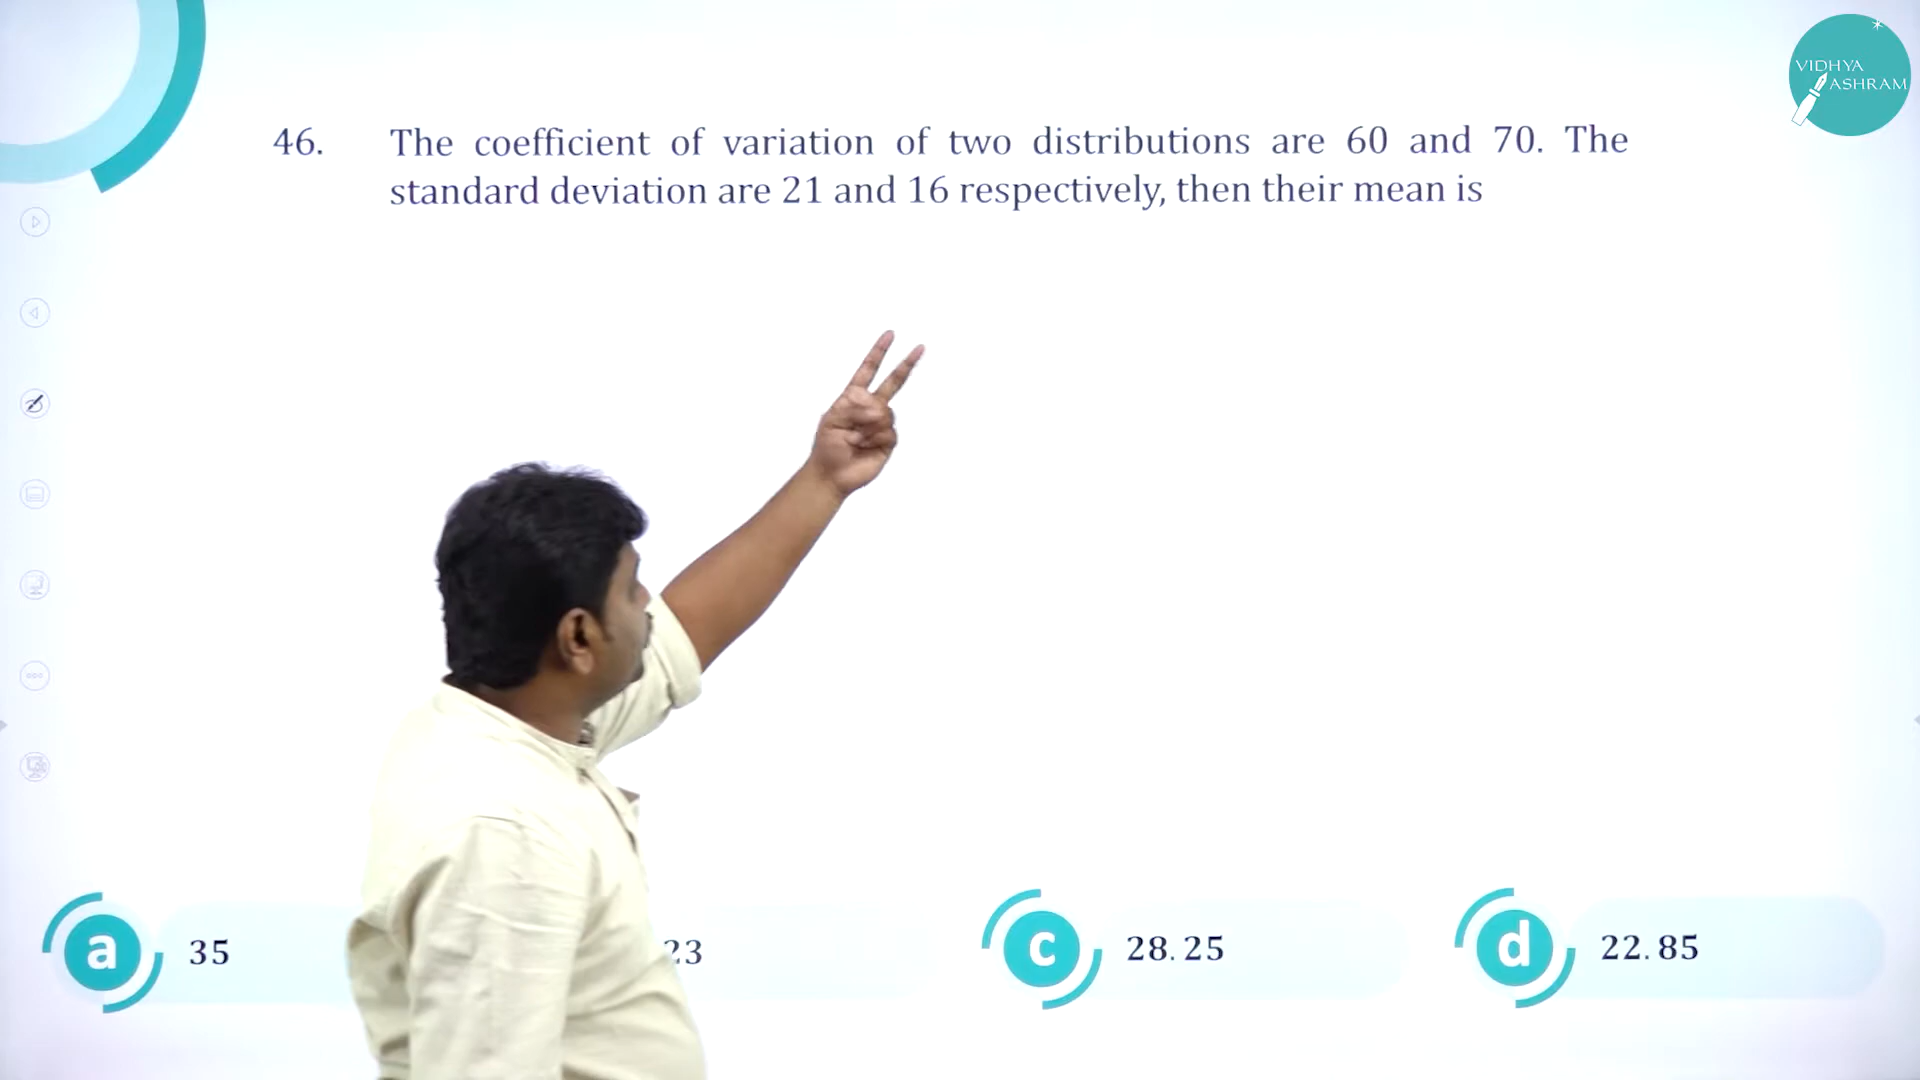 VIDHYA
ASHRAM
46. The coefficient of variation of two distributions are 60 and 70. The
standard deviation are 21 and 16 respectively, then their mean is
a 35
23
c 28.25
d 22.85